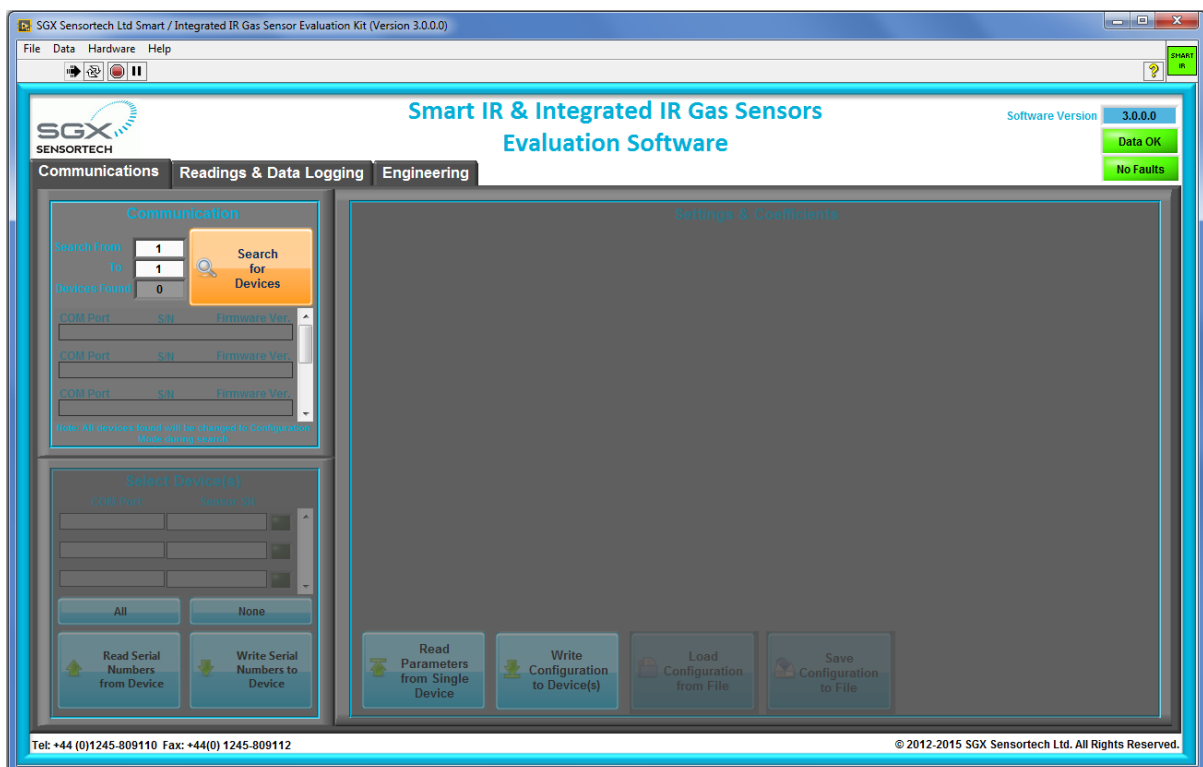 SGX Sensortech Ltd Smart / Integrated IR Gas Sensor Evaluation Kit (Version 3.0.0.0)
File Data Hardware Help
SMART
IR
SGX
SENSORTECH
Smart IR & Integrated IR Gas Sensors
Evaluation Software
Software Version 3.0.0.0
Data OK
No Faults
Communications Readings & Data Logging Engineering
Communication
Search From 1
To 1
Devices Found 0
Search
for
Devices
COM Port S/N Firmware Ver.
COM Port S/N Firmware Ver.
COM Port S/N Firmware Ver.
Note: All devices found will be changed to Configuration
Mode during search
Select Device(s)
COM Port
All None
Read Serial
Numbers
from Device
Write Serial
Numbers to
Device
Settings & Coefficients
Read
Parameters
from Single
Device
Write
Configuration
to Device(s)
Load
Configuration
from File
Save
Configuration
to File
Tel: +44 (0)1245-809110 Fax: +44(0) 1245-809112
© 2012-2015 SGX Sensortech Ltd. All Rights Reserved.